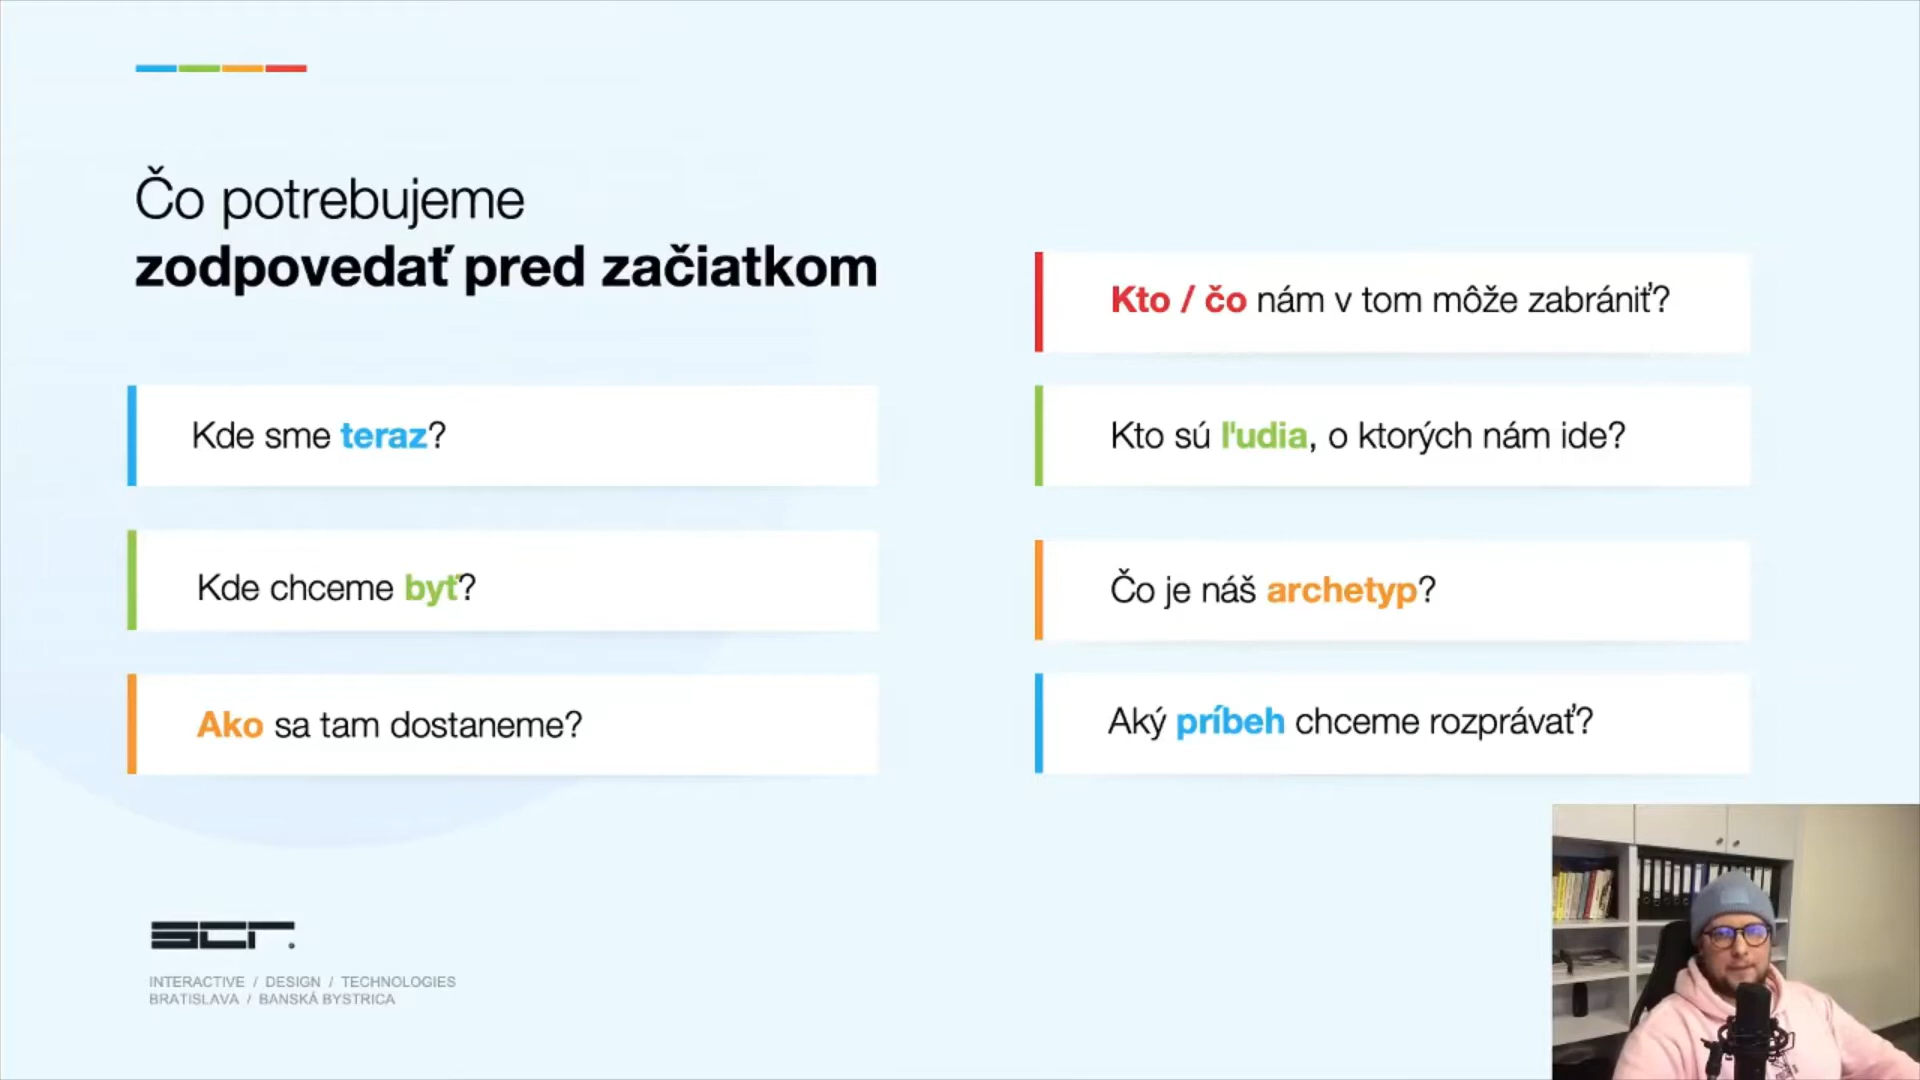 Čo potrebujeme
zodpovedať pred začiatkom
Kde sme teraz?
Kde chceme byť?
Ako sa tam dostaneme?
Kto / čo nám v tom môže zabrániť?
Kto sú ľudia, o ktorých nám ide?
Čo je náš archetyp?
Aký príbeh chceme rozprávať?
scr.
INTERACTIVE / DESIGN / TECHNOLOGIES
BRATISLAVA / BANSKÁ BYSTRICA